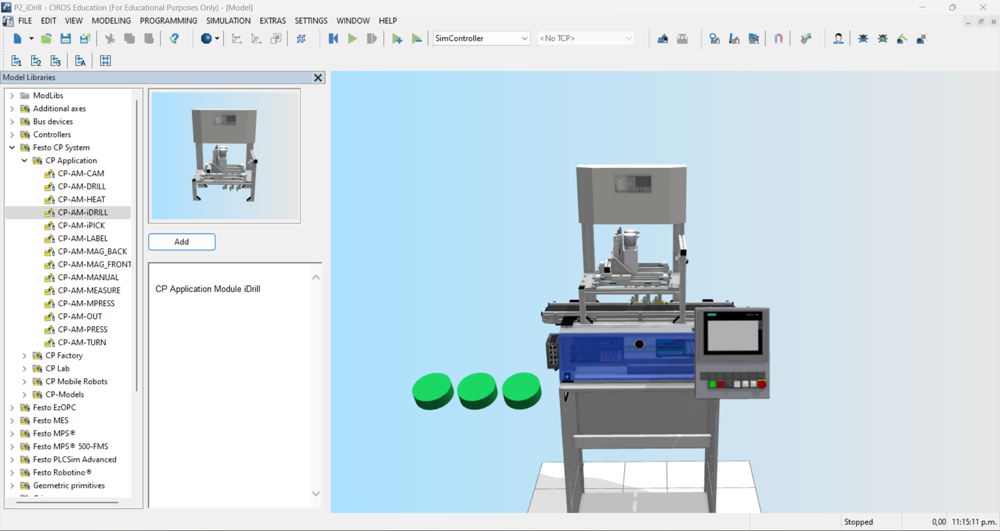 P2_iDrill - CIROS Education (For Educational Purposes Only) - [Model]
FILE EDIT VIEW MODELING PROGRAMMING SIMULATION EXTRAS SETTINGS WINDOW HELP
SimController
<No TCP>
1 2 3 A
Model Libraries
ModLibs
Additional axes
Bus devices
Controllers
Festo CP System
CP Application
CP-AM-CAM
CP-AM-DRILL
CP-AM-HEAT
CP-AM-iDRILL
CP-AM-iPICK
CP-AM-LABEL
CP-AM-MAG_BACK
CP-AM-MAG_FRONT
CP-AM-MANUAL
CP-AM-MEASURE
CP-AM-MPRESS
CP-AM-OUT
CP-AM-PRESS
CP-AM-TURN
CP Factory
CP Lab
CP Mobile Robots
CP-Models
Festo EzOPC
Festo MES
Festo MPS®
Festo MPS® 500-FMS
Festo PLCSim Advanced
Festo Robotino®
Geometric primitives
Add
CP Application Module iDrill
Stopped
0,00
11:15:11 p.m.